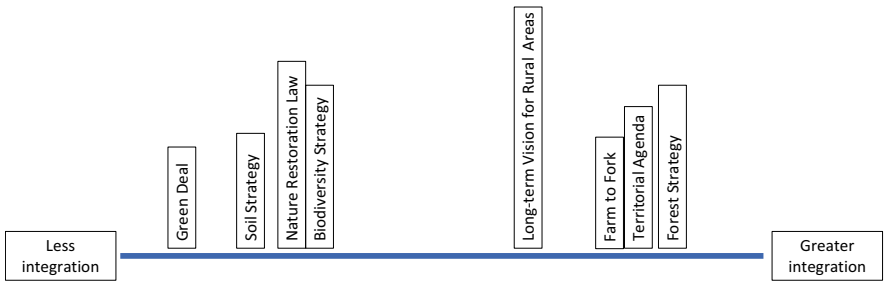 Green Deal
Soil Strategy
Nature Restoration Law
Biodiversity Strategy
Long-term Vision for Rural Areas
Farm to Fork
Territorial Agenda
Forest Strategy
Less
integration
Greater
integration